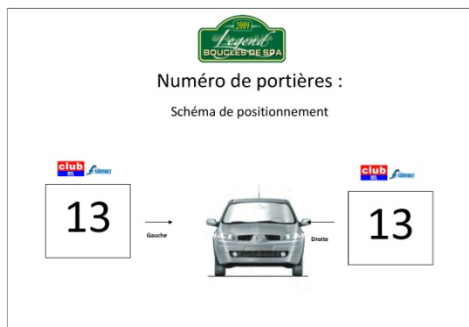 2009
Legend
BOUCLES DE SPA
Numéro de portières :
Schéma de positionnement
club
13
Gauche
Droite
club
13